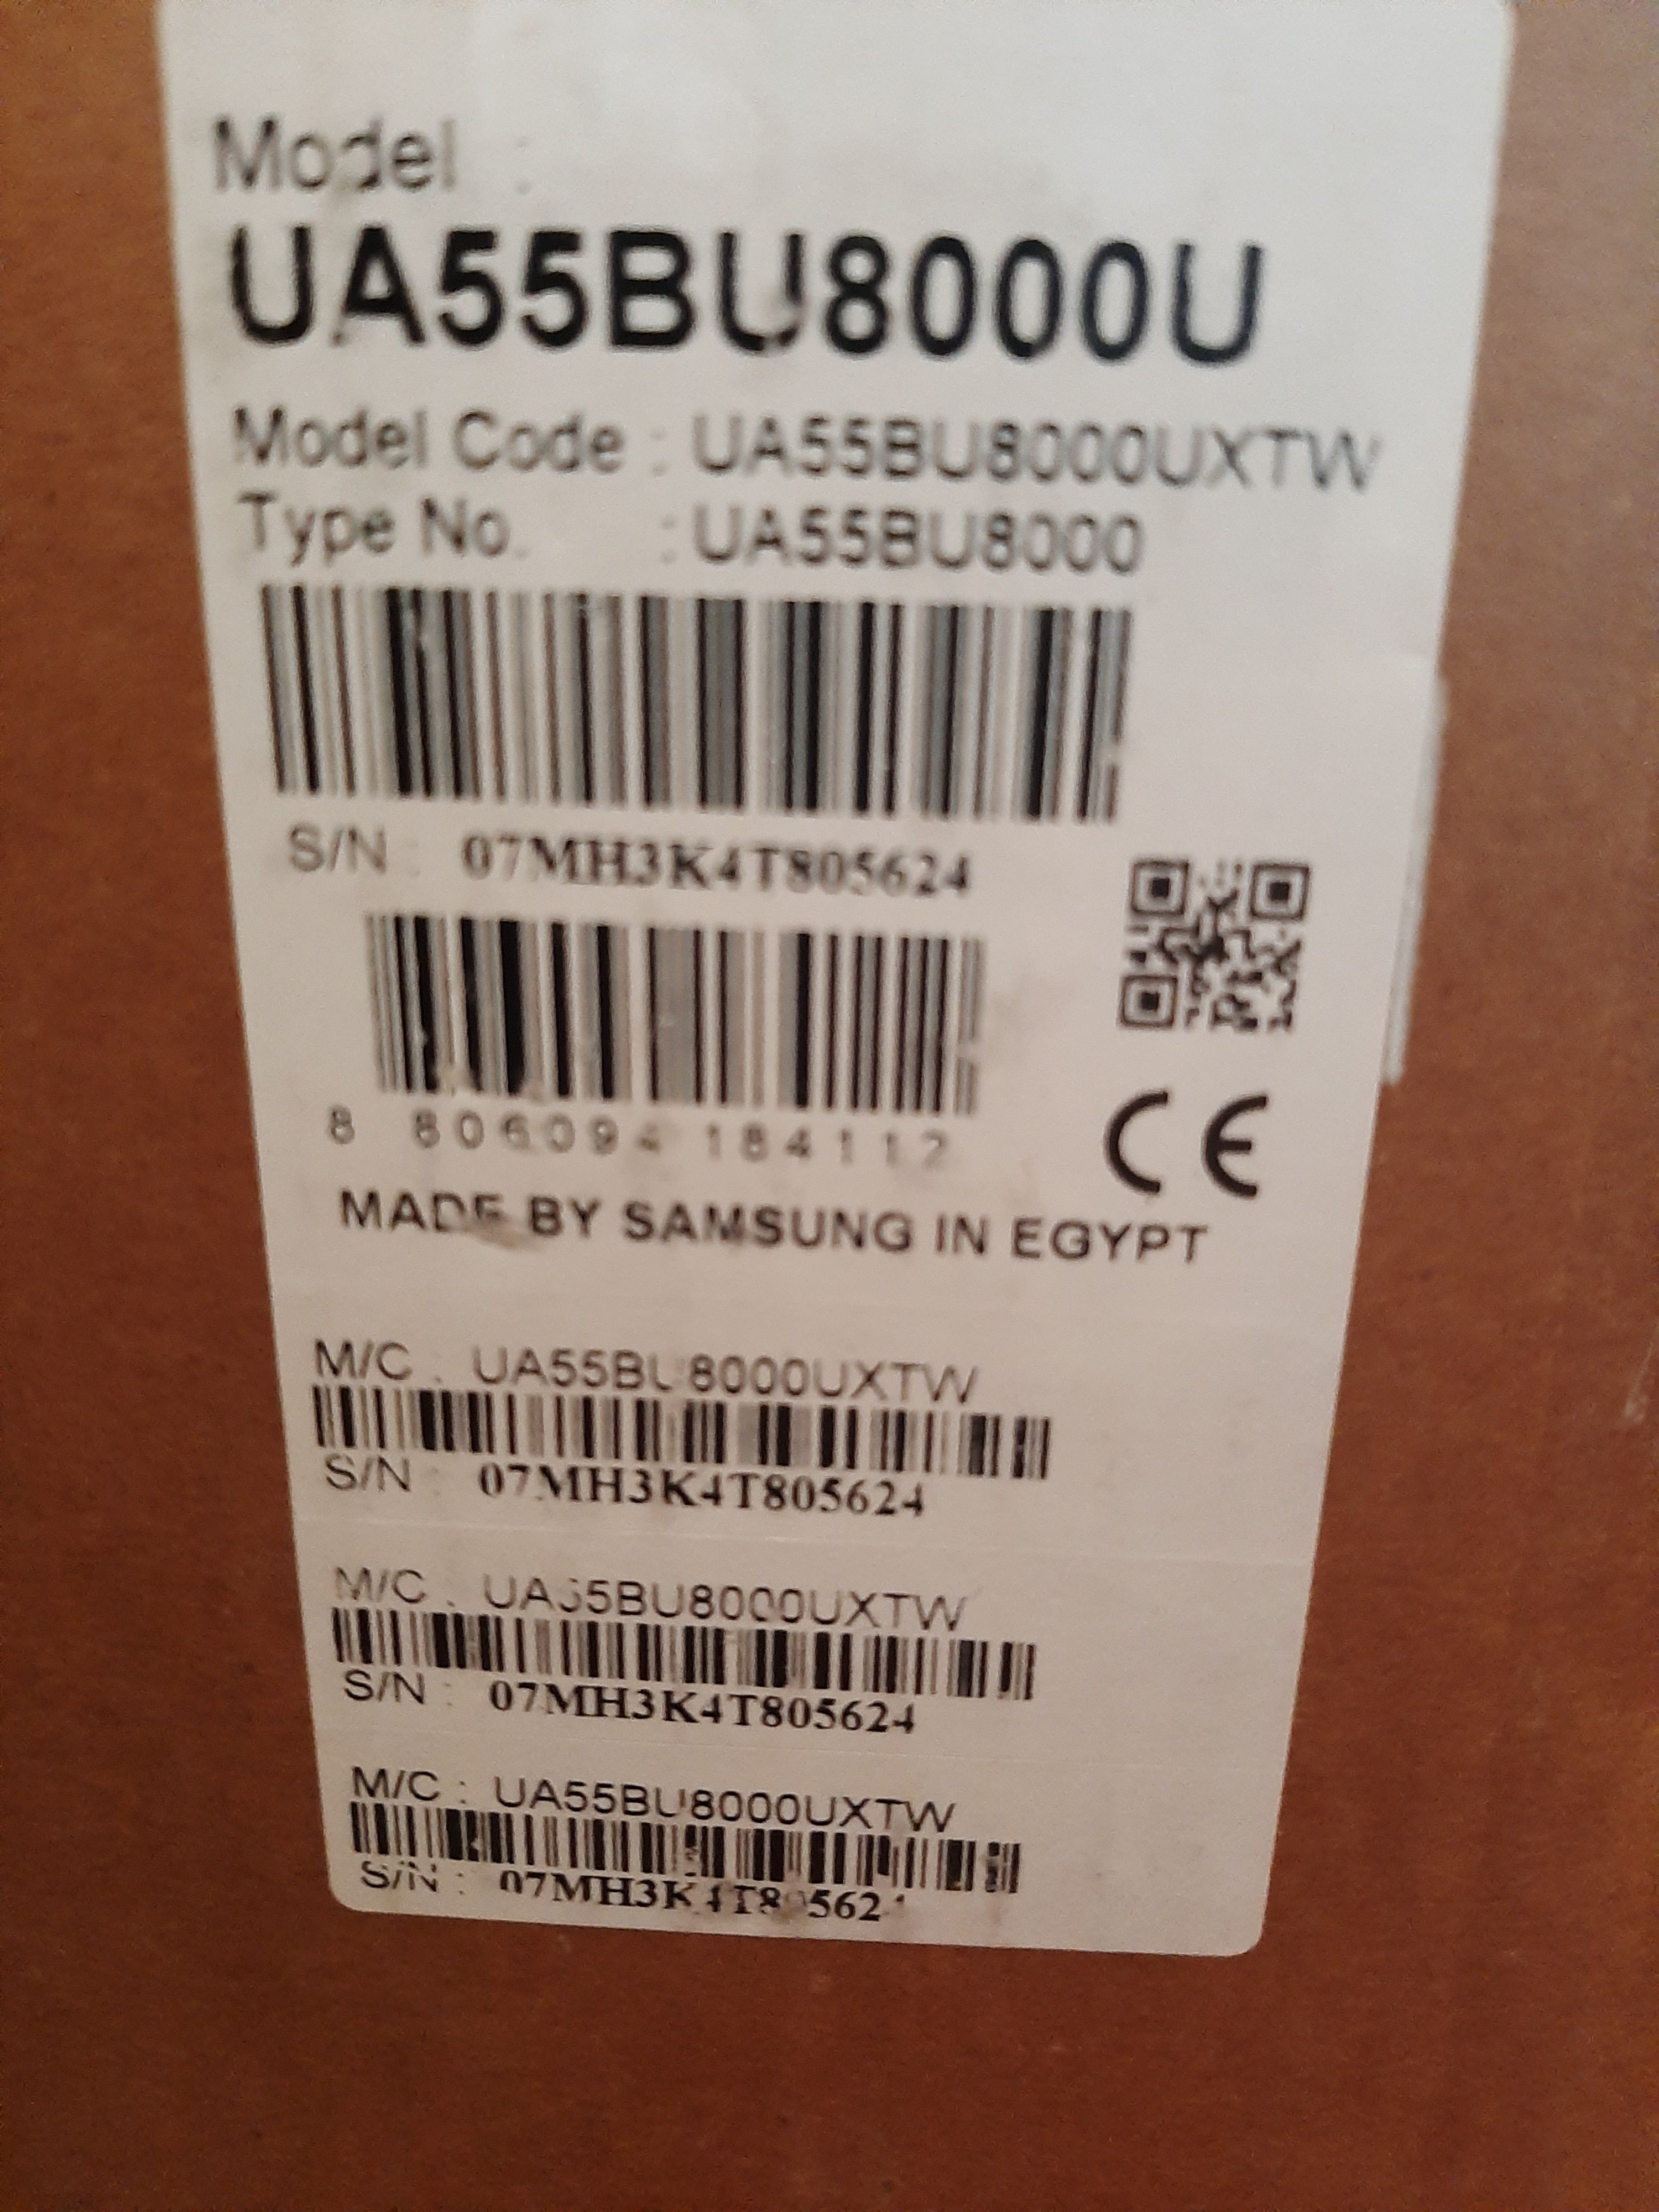 Model :
UA55BU8000U
Model Code : UA55BU8000UXTW
Type No. : UA55BU8000
S/N : 07MH3K4T805624
8 806094 184112
CE
MADE BY SAMSUNG IN EGYPT
M/C : UA55BU8000UXTW
S/N : 07MH3K4T805624
M/C : UA55BU8000UXTW
S/N : 07MH3K4T805624
M/C : UA55BU8000UXTW
S/N : 07MH3K4T805624